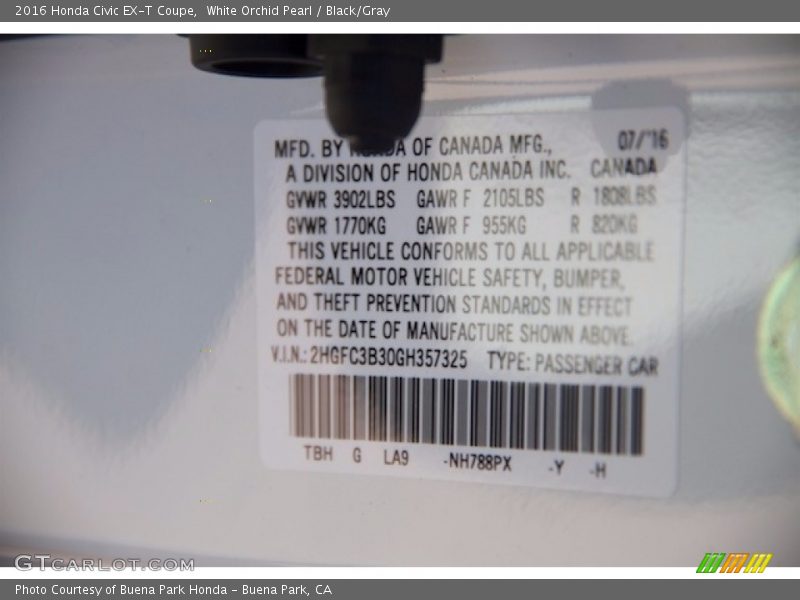 2016 Honda Civic EX-T Coupe,  White Orchid Pearl / Black/Gray
MFD. BY HONDA OF CANADA MFG., 07/'16
A DIVISION OF HONDA CANADA INC. CANADA
GVWR 3902LBS GAWR F 2105LBS R 1808LBS
GVWR 1770KG GAWR F 955KG R 820KG
THIS VEHICLE CONFORMS TO ALL APPLICABLE
FEDERAL MOTOR VEHICLE SAFETY, BUMPER,
AND THEFT PREVENTION STANDARDS IN EFFECT
ON THE DATE OF MANUFACTURE SHOWN ABOVE.
V.I.N.: 2HGFC3B30GH357325 TYPE: PASSENGER CAR
TBH G LA9 -NH788PX -Y -H
GTCARLOT.COM
Photo Courtesy of Buena Park Honda - Buena Park, CA